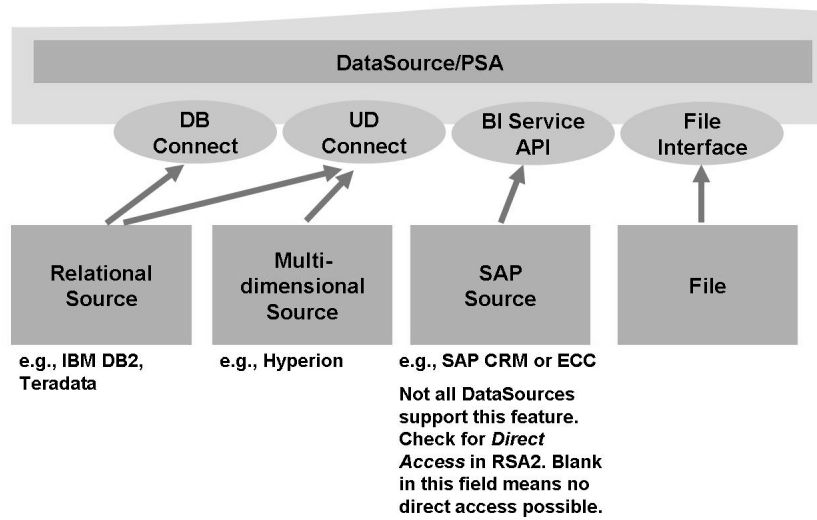 DataSource/PSA
DB
Connect
UD
Connect
BI Service
API
File
Interface
Relational
Source
Multi-
dimensional
Source
SAP
Source
File
e.g., IBM DB2,
Teradata
e.g., Hyperion
e.g., SAP CRM or ECC
Not all DataSources
support this feature.
Check for Direct
Access in RSA2. Blank
in this field means no
direct access possible.